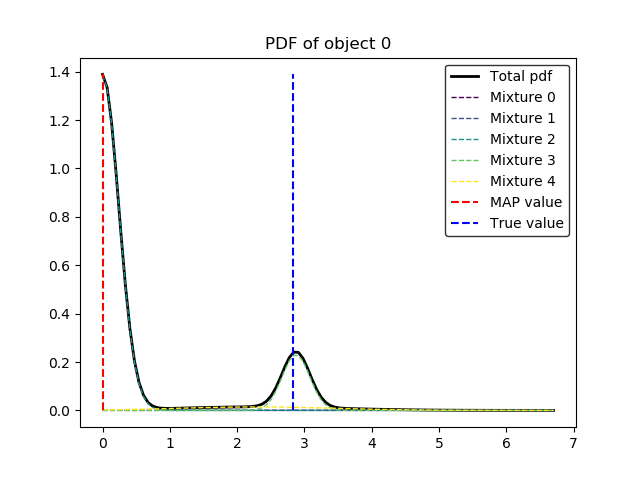 PDF of object 0
1.4
1.2
1.0
0.8
0.6
0.4
0.2
0.0
0 1 2 3 4 5 6 7
Total pdf
Mixture 0
Mixture 1
Mixture 2
Mixture 3
Mixture 4
MAP value
True value